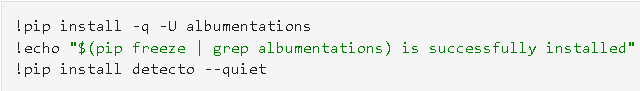 !pip install -q -U albumentations
!echo "$(pip freeze | grep albumentations) is successfully installed"
!pip install detecto --quiet